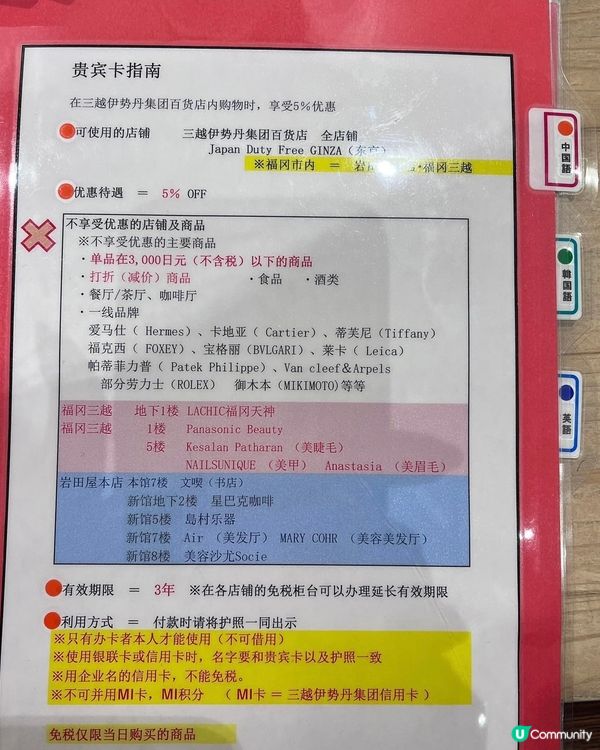 贵宾卡指南
在三越伊势丹集团百货店内购物时，享受5%优惠
可使用的店铺 三越伊势丹集团百货店 全店铺
Japan Duty Free GINZA（东京）
※福冈市内 ＝ 岩 ·福冈三越
优惠待遇 ＝ 5% OFF
不享受优惠的店铺及商品
※不享受优惠的主要商品
・单品在3,000日元（不含税）以下的商品
・打折（减价）商品 ・食品 ・酒类
・餐厅/茶厅、咖啡厅
・一线品牌
爱马仕（ Hermes）、卡地亚（ Cartier）、蒂芙尼（Tiffany）
福克西（ FOXEY）、宝格丽（BVLGARI）、莱卡（ Leica）
帕蒂菲力普（ Patek Philippe）、Van cleef＆Arpels
部分劳力士（ROLEX） 御木本（MIKIMOTO)等等
福冈三越 地下1楼 LACHIC福冈天神
福冈三越 1楼 Panasonic Beauty
5楼 Kesalan Patharan （美睫毛）
NAILSUNIQUE （美甲） Anastasia （美眉毛）
岩田屋本店 本馆7楼 文喫（书店）
新馆地下2楼 星巴克咖啡
新馆5楼 島村乐器
新馆7楼 Air （美发厅） MARY COHR （美容美发厅）
新馆8楼 美容沙尤Socie
有效期限 ＝ 3年 ※在各店铺的免税柜台可以办理延长有效期限
利用方式 ＝ 付款时请将护照一同出示
※只有办卡者本人才能使用（不可借用）
※使用银联卡或信用卡时，名字要和贵宾卡以及护照一致
※用企业名的信用卡，不能免税。
※不可并用MI卡，MI积分 （ MI卡 ＝ 三越伊势丹集团信用卡 ）
免税仅限当日购买的商品
中国語
韓国語
英語
U Community